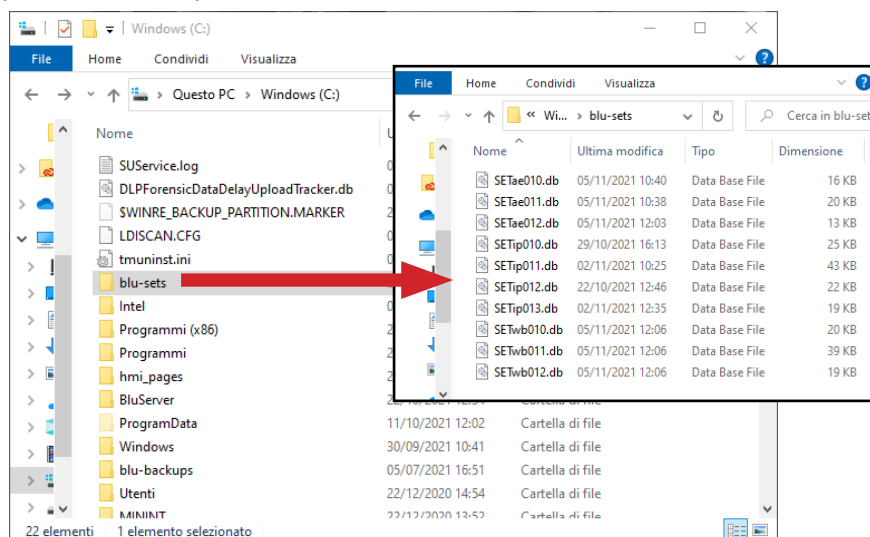 Windows (C:)
File Home Condividi Visualizza
Questo PC > Windows (C:)
Nome
SUService.log
DLPForensicDataDelayUploadTracker.db
$WINRE_BACKUP_PARTITION.MARKER
LDISCAN.CFG
tmuninst.ini
blu-sets
Intel
Programmi (x86)
Programmi
hmi_pages
BluServer
ProgramData 11/10/2021 12:02 Cartella di file
Windows 30/09/2021 10:41 Cartella di file
blu-backups 05/07/2021 16:51 Cartella di file
Utenti 22/12/2020 14:54 Cartella di file
MININT 22/12/2020 13:52 Cartella di file
22 elementi 1 elemento selezionato
File Home Condividi Visualizza
« Wi... > blu-sets Cerca in blu-set
Nome Ultima modifica Tipo Dimensione
SETae010.db 05/11/2021 10:40 Data Base File 16 KB
SETae011.db 05/11/2021 10:38 Data Base File 20 KB
SETae012.db 05/11/2021 12:03 Data Base File 13 KB
SETip010.db 29/10/2021 16:13 Data Base File 25 KB
SETip011.db 02/11/2021 10:25 Data Base File 43 KB
SETip012.db 22/10/2021 12:46 Data Base File 22 KB
SETip013.db 02/11/2021 12:35 Data Base File 19 KB
SETwb010.db 05/11/2021 12:06 Data Base File 20 KB
SETwb011.db 05/11/2021 12:06 Data Base File 39 KB
SETwb012.db 05/11/2021 12:06 Data Base File 19 KB